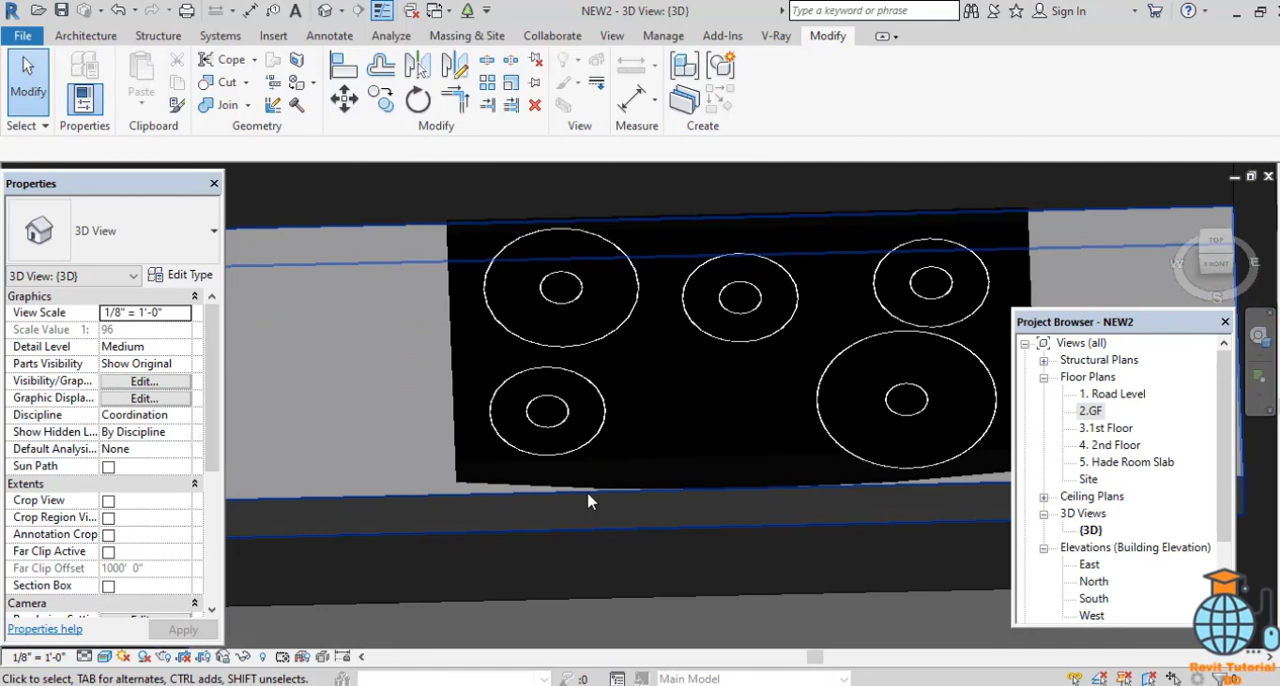 NEW2 - 3D View: {3D}
Type a keyword or phrase
Sign In
File Architecture Structure Systems Insert Annotate Analyze Massing & Site Collaborate View Manage Add-Ins V-Ray Modify
Modify
Paste
Cope
Cut
Join
Select Properties Clipboard Geometry Modify View Measure Create
Properties
3D View
3D View: {3D}
Edit Type
Graphics
View Scale 1/8" = 1'-0"
Scale Value 1: 96
Detail Level Medium
Parts Visibility Show Original
Visibility/Grap... Edit...
Graphic Displa... Edit...
Discipline Coordination
Show Hidden L... By Discipline
Default Analysi... None
Sun Path
Extents
Crop View
Crop Region Vi...
Annotation Crop
Far Clip Active
Far Clip Offset 1000' 0"
Section Box
Camera
Properties help
Apply
TOP
FRONT
W
E
S
Project Browser - NEW2
Views (all)
Structural Plans
Floor Plans
1. Road Level
2.GF
3.1st Floor
4. 2nd Floor
5. Hade Room Slab
Site
Ceiling Plans
3D Views
{3D}
Elevations (Building Elevation)
East
North
South
West
1/8" = 1'-0"
Click to select, TAB for alternates, CTRL adds, SHIFT unselects.
:0
Main Model
Revit Tutorial